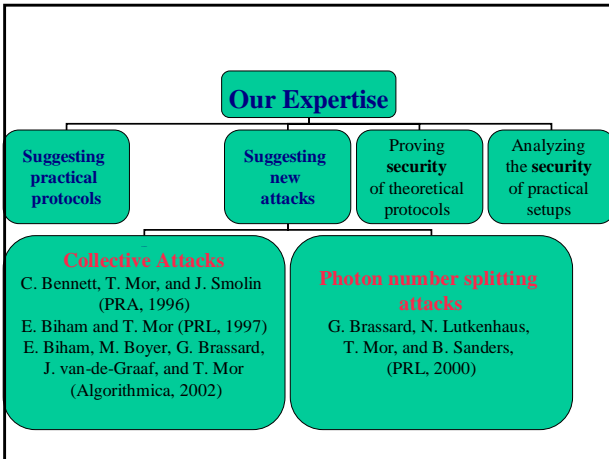 Our Expertise
Suggesting
practical
protocols
Suggesting
new
attacks
Proving
security
of theoretical
protocols
Analyzing
the security
of practical
setups
Collective Attacks
C. Bennett, T. Mor, and J. Smolin
(PRA, 1996)
E. Biham and T. Mor (PRL, 1997)
E. Biham, M. Boyer, G. Brassard,
J. van-de-Graaf, and T. Mor
(Algorithmica, 2002)
Photon number splitting
attacks
G. Brassard, N. Lutkenhaus,
T. Mor, and B. Sanders,
(PRL, 2000)